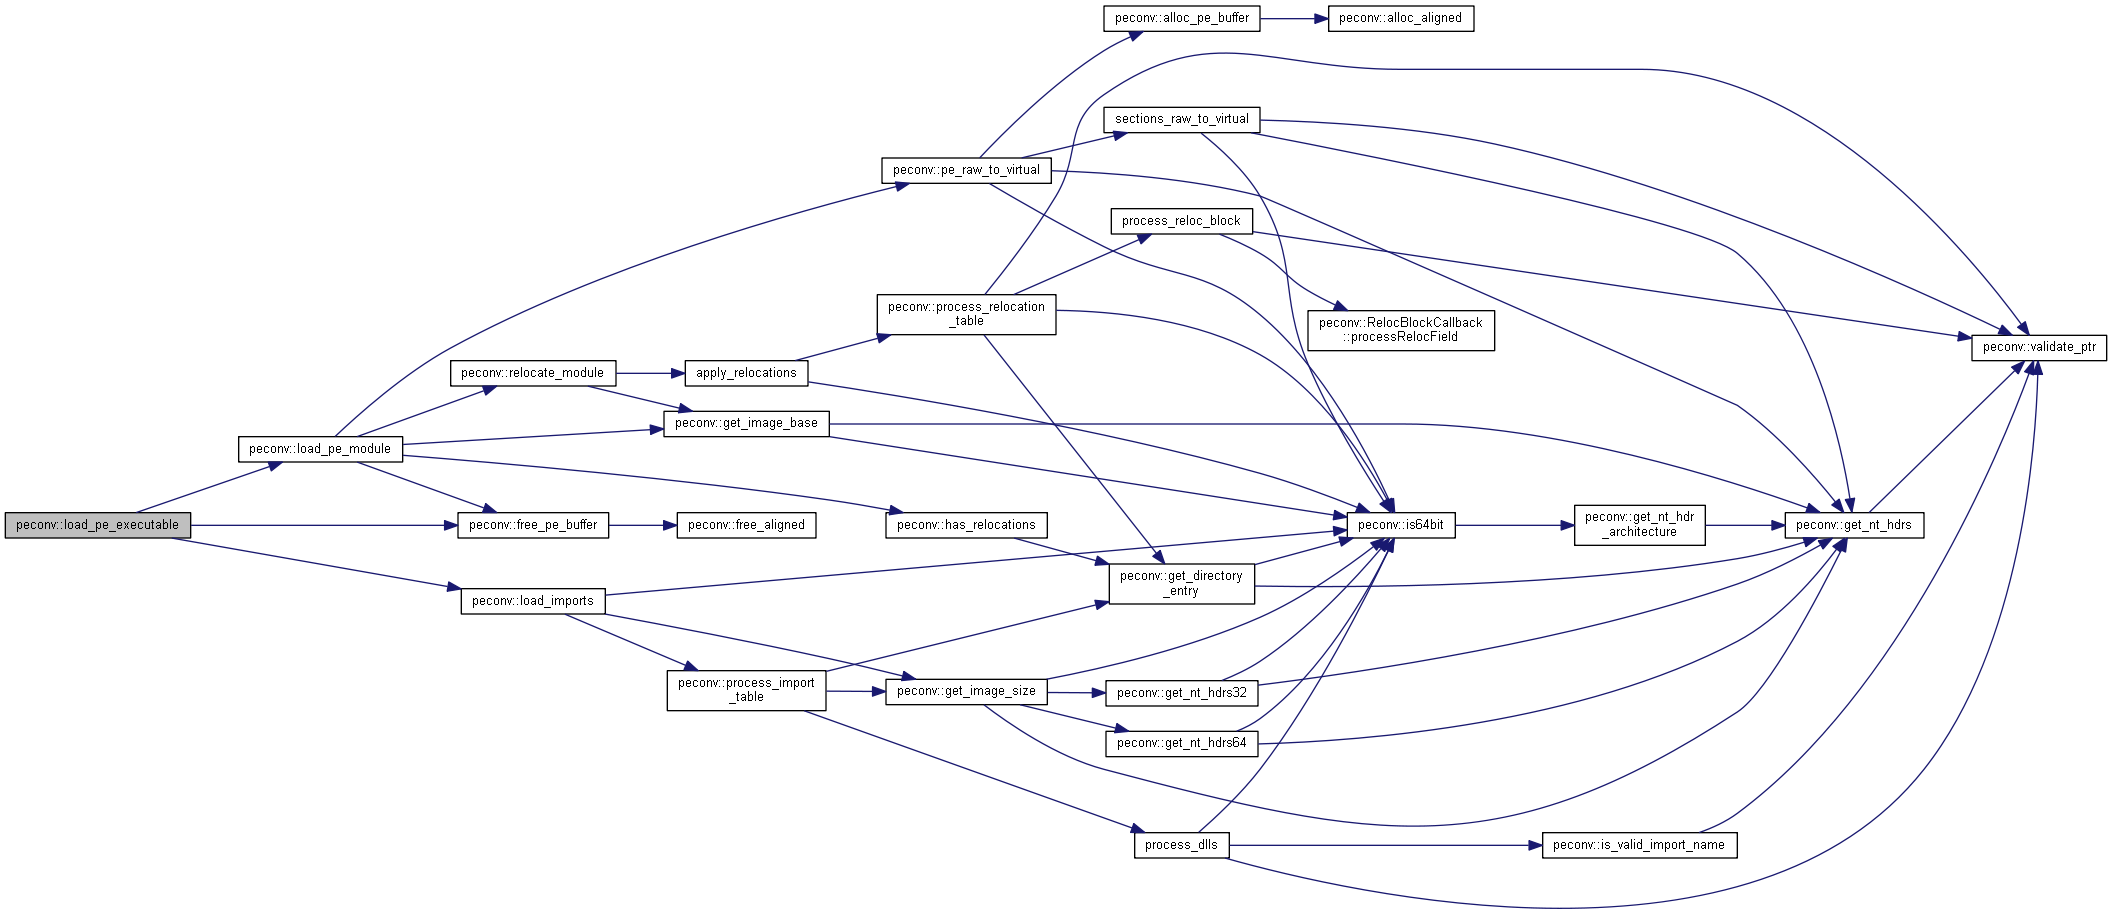 peconv::alloc_pe_buffer
peconv::alloc_aligned
sections_raw_to_virtual
peconv::pe_raw_to_virtual
process_reloc_block
peconv::process_relocation
_table
peconv::RelocBlockCallback
::processRelocField
peconv::validate_ptr
peconv::relocate_module
apply_relocations
peconv::get_image_base
peconv::load_pe_module
peconv::load_pe_executable
peconv::free_pe_buffer
peconv::free_aligned
peconv::has_relocations
peconv::is64bit
peconv::get_nt_hdr
_architecture
peconv::get_nt_hdrs
peconv::get_directory
_entry
peconv::load_imports
peconv::process_import
_table
peconv::get_image_size
peconv::get_nt_hdrs32
peconv::get_nt_hdrs64
process_dlls
peconv::is_valid_import_name